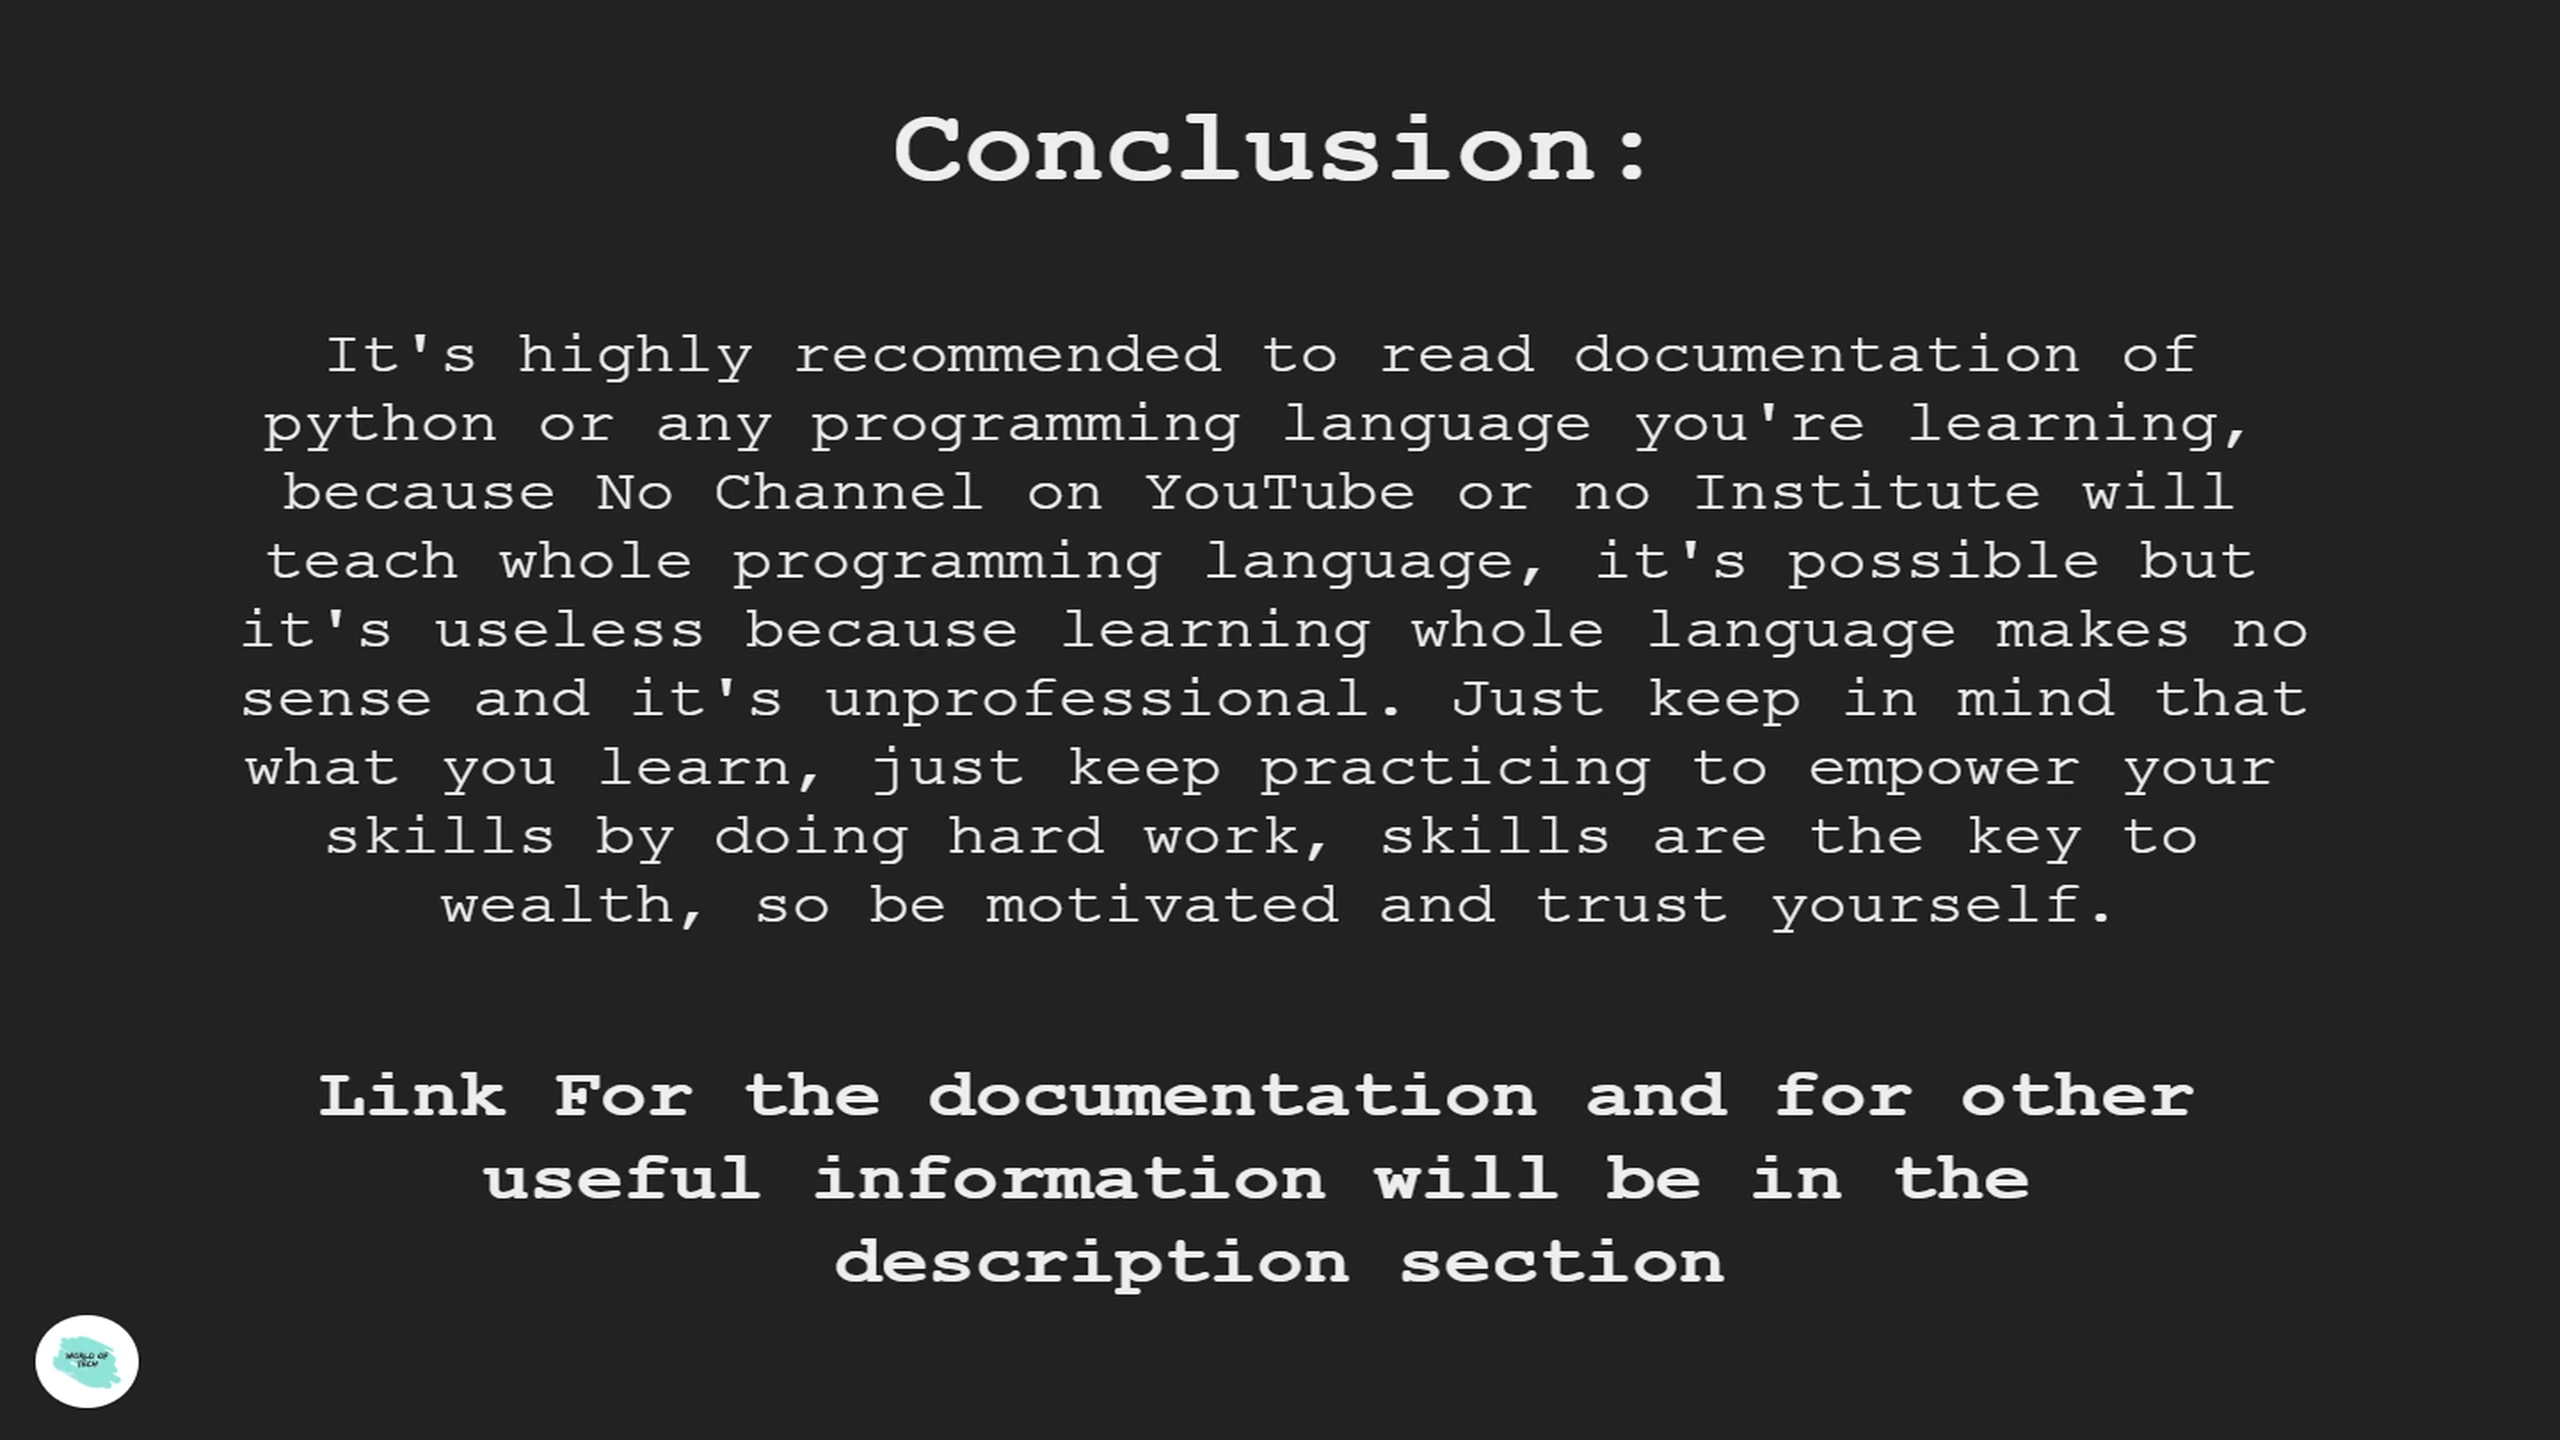 Conclusion:
It's highly recommended to read documentation of
python or any programming language you're learning,
because No Channel on YouTube or no Institute will
teach whole programming language, it's possible but
it's useless because learning whole language makes no
sense and it's unprofessional. Just keep in mind that
what you learn, just keep practicing to empower your
skills by doing hard work, skills are the key to
wealth, so be motivated and trust yourself.
Link For the documentation and for other
useful information will be in the
description section
WORLD OF
TECH